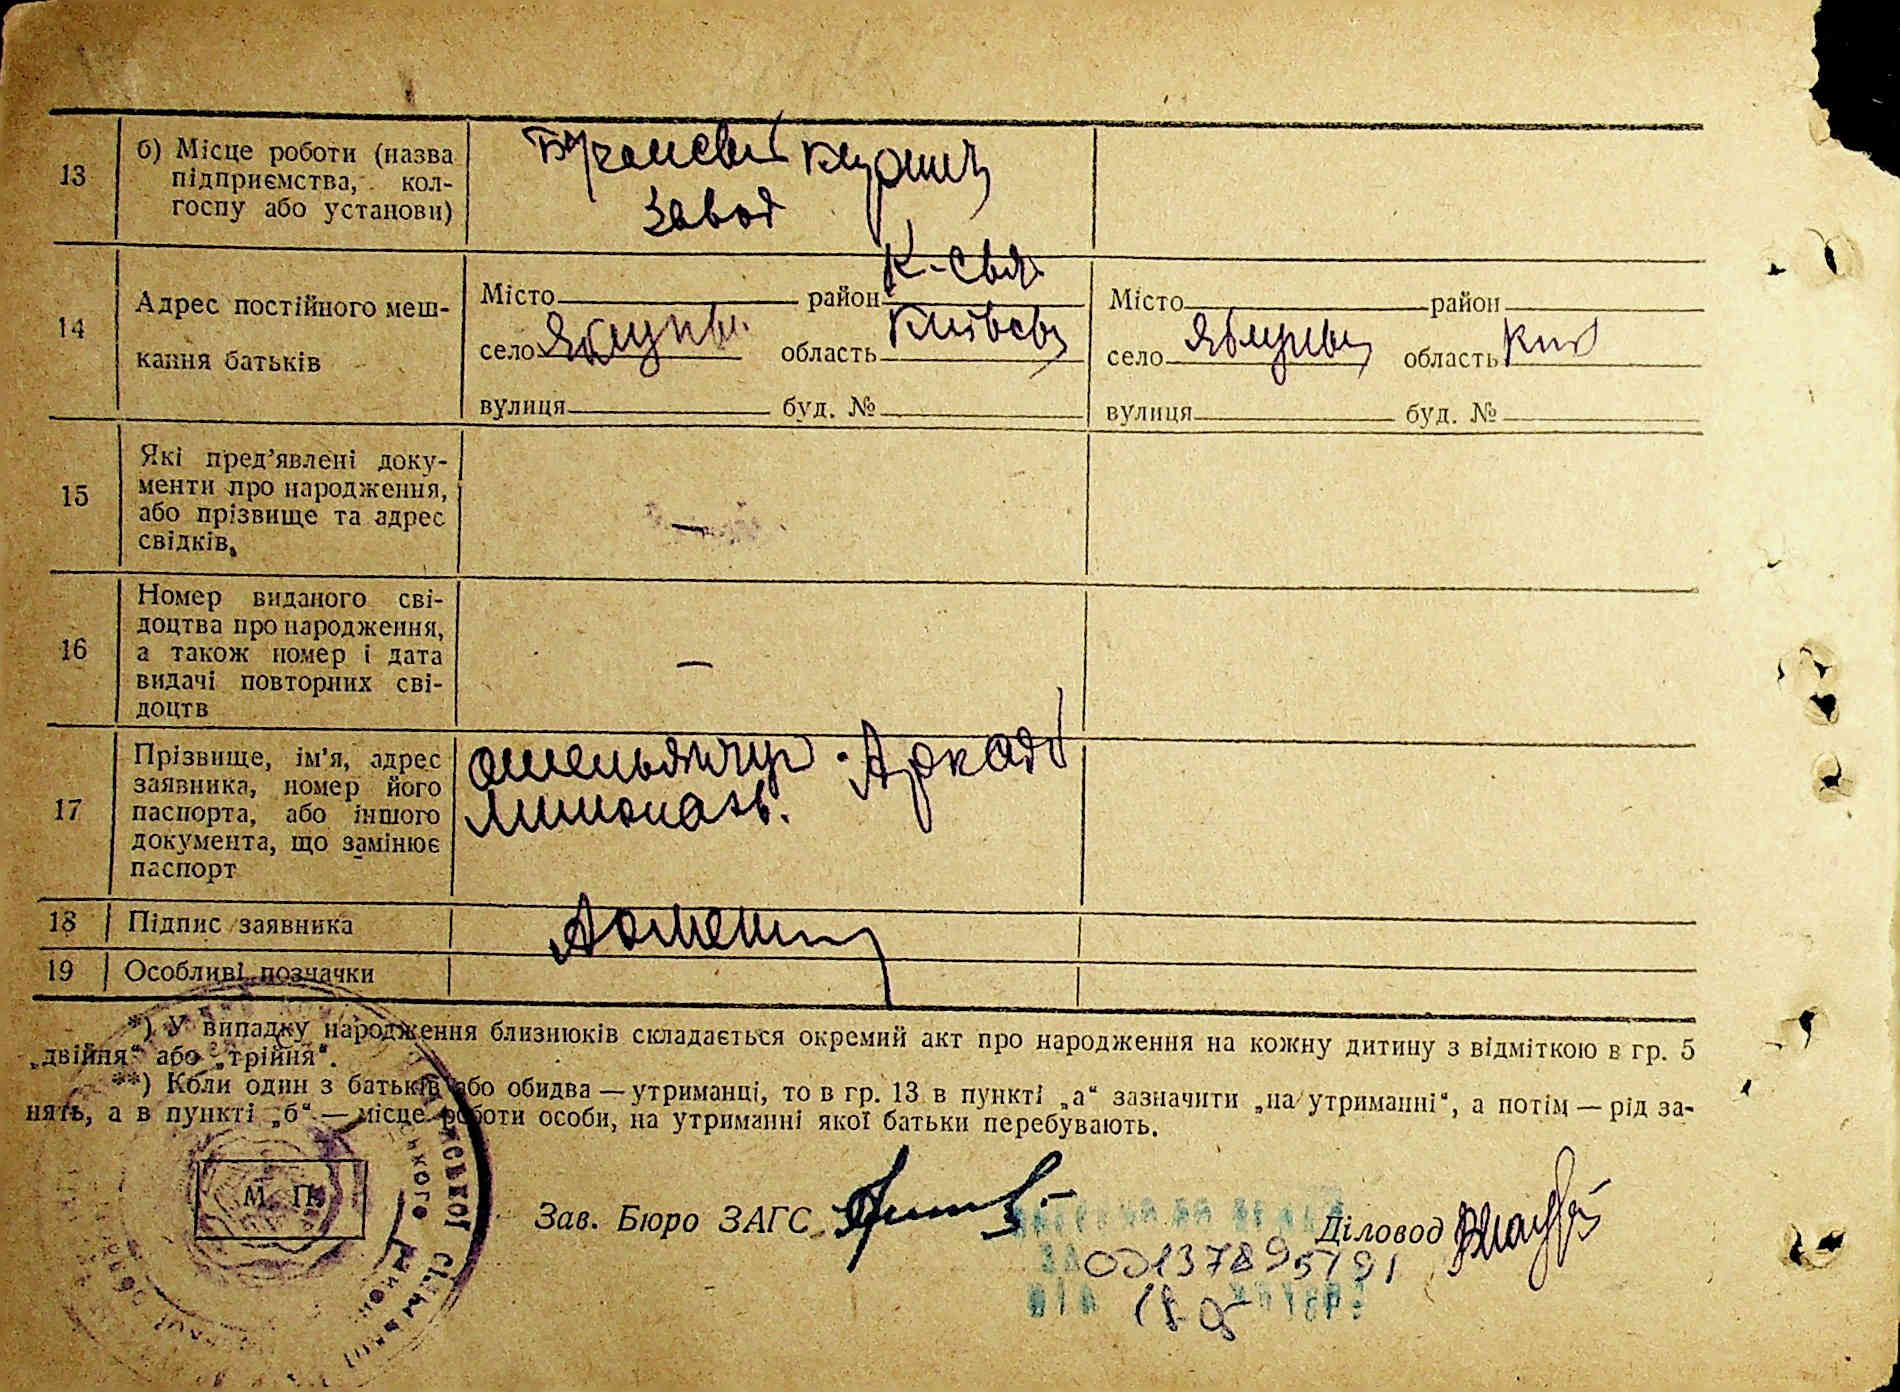 13
б) Місце роботи (назва
підприємства, кол-
госпу або установи)
завод
14
Адрес постійного меш-
кання батьків
Місто район К-Свя
село область
вулиця буд. №
Місто район
село область
вулиця буд. №
15
Які пред’явлені доку-
менти про народження,
або прізвище та адрес
свідків.
—
16
Номер виданого сві-
доцтва про народження,
а також номер і дата
видачі повторних сві-
доцтв
—
17
Прізвище, ім’я, адрес
заявника, номер його
паспорта, або іншого
документа, що замінює
паспорт
Омельянчук Аркадій
18 Підпис заявника
19 Особливі позначки
*) У випадку народження близнюків складається окремий акт про народження на кожну дитину з відміткою в гр. 5
„двійня“ або „трійня“.
**) Коли один з батьків або обидва — утриманці, то в гр. 13 в пункті „а“ зазначити „на утриманні“, а потім — рід за-
нять, а в пункті „б“ — місце роботи особи, на утриманні якої батьки перебувають.
М. П.
Зав. Бюро ЗАГС
Діловод